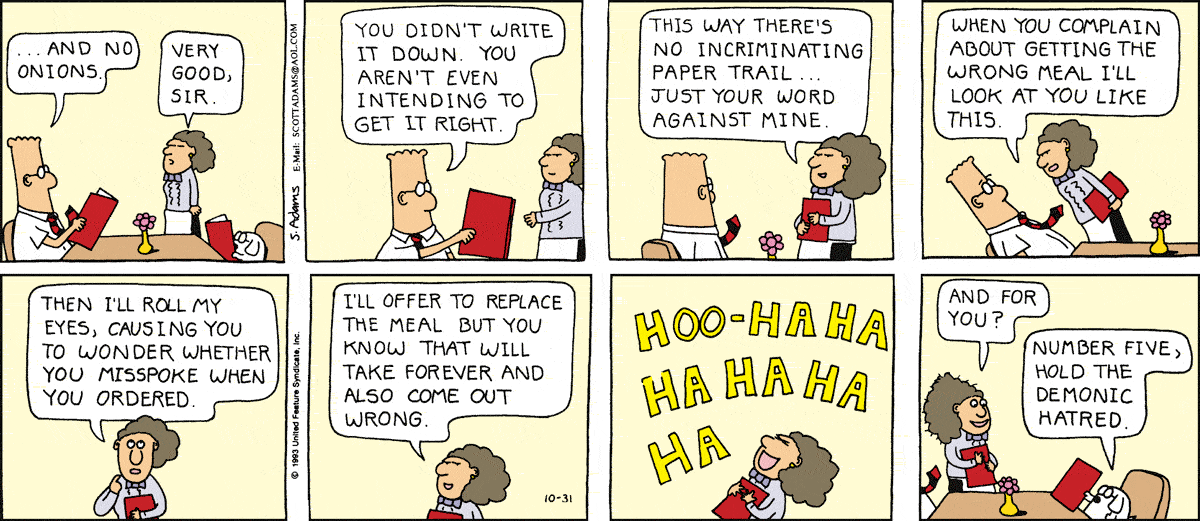 ...AND NO
ONIONS.
VERY
GOOD,
SIR.
S. Adams E-Mail: SCOTTADAMS@AOL.COM
YOU DIDN'T WRITE
IT DOWN. YOU
AREN'T EVEN
INTENDING TO
GET IT RIGHT.
THIS WAY THERE'S
NO INCRIMINATING
PAPER TRAIL...
JUST YOUR WORD
AGAINST MINE.
WHEN YOU COMPLAIN
ABOUT GETTING THE
WRONG MEAL I'LL
LOOK AT YOU LIKE
THIS.
THEN I'LL ROLL MY
EYES, CAUSING YOU
TO WONDER WHETHER
YOU MISSPOKE WHEN
YOU ORDERED.
© 1993 United Feature Syndicate, Inc.
I'LL OFFER TO REPLACE
THE MEAL BUT YOU
KNOW THAT WILL
TAKE FOREVER AND
ALSO COME OUT
WRONG.
10-31
HOO-HA HA
HA HA HA
HA
AND FOR
YOU?
NUMBER FIVE,
HOLD THE
DEMONIC
HATRED.